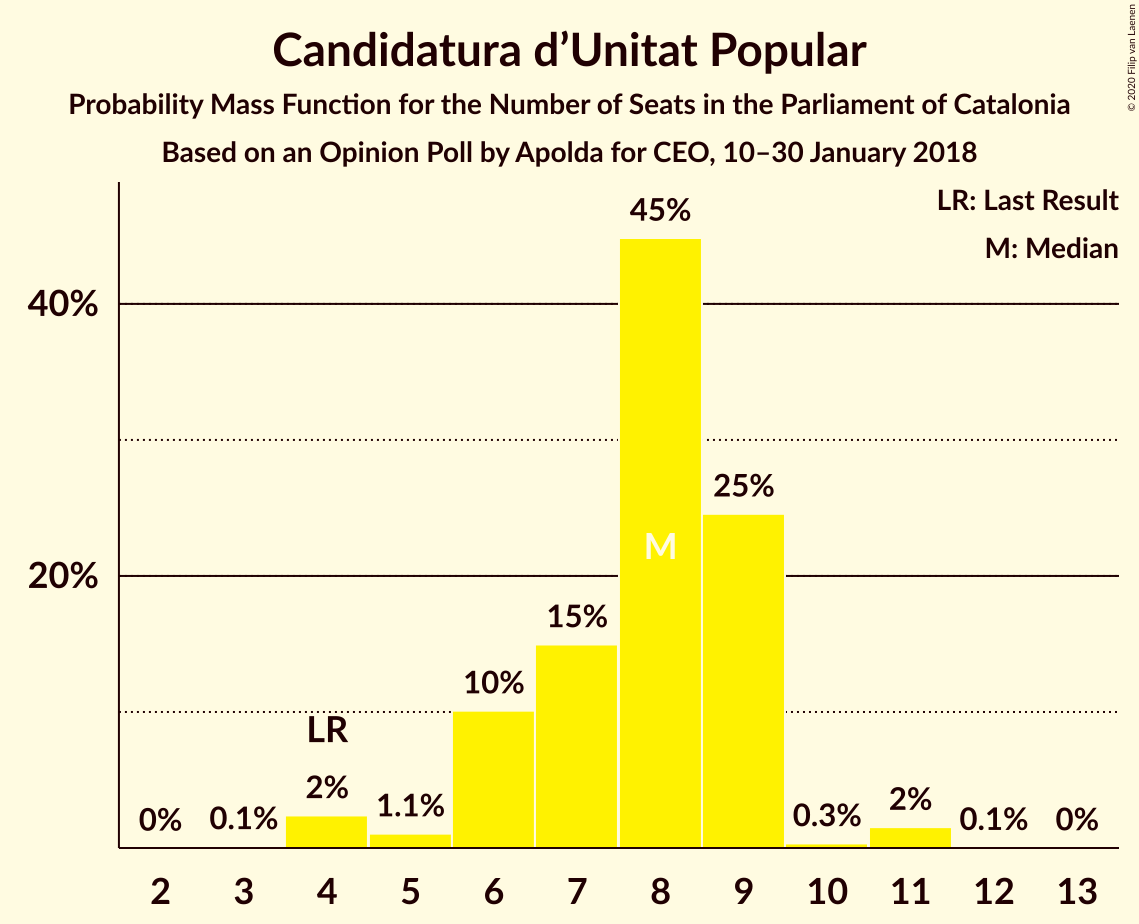 Candidatura d’Unitat Popular
Probability Mass Function for the Number of Seats in the Parliament of Catalonia
Based on an Opinion Poll by Apolda for CEO, 10–30 January 2018
© 2020 Filip van Laenen
LR: Last Result
M: Median
45%
40%
25%
M
20%
15%
10%
LR
2%
1.1%
0%
0.1%
0.3%
2%
0.1%
0%
2 3 4 5 6 7 8 9 10 11 12 13